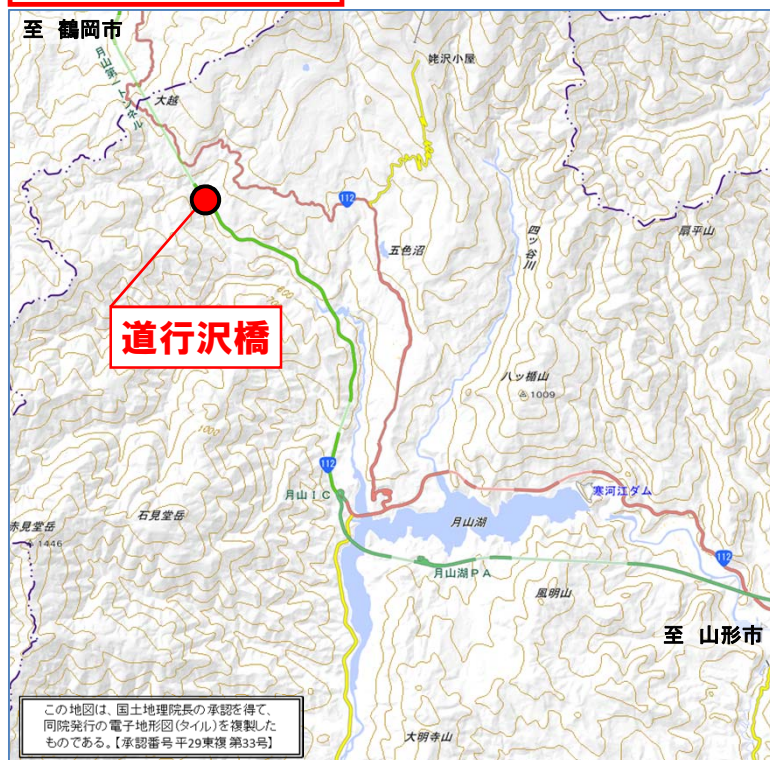 至 鶴岡市
月山第一トンネル
大越
姥沢小屋
112
五色沼
四ツ谷川
扇平山
道行沢橋
800
八ッ楯山
1009
1000
112
月山IC
寒河江ダム
石見堂岳
赤見堂岳
1446
月山湖
112
月山湖PA
風明山
至 山形市
この地図は、国土地理院長の承認を得て、
同院発行の電子地形図(タイル)を複製した
ものである。【承認番号 平29東複 第33号】
大明寺山